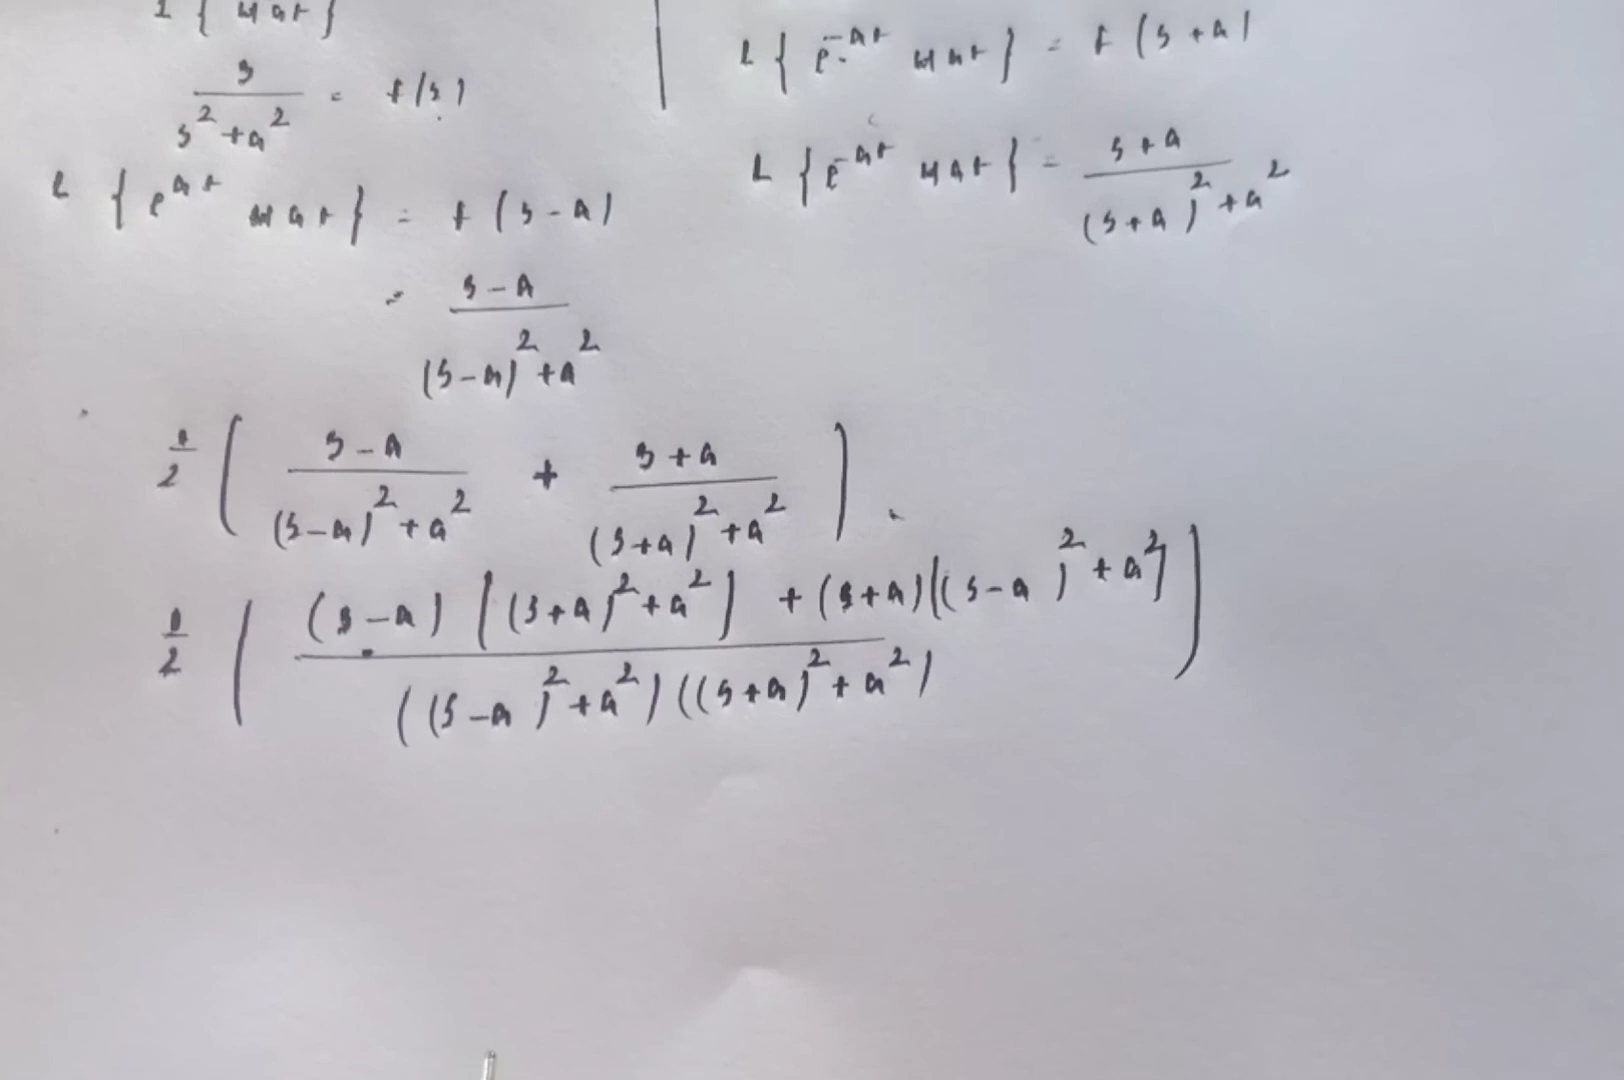 L { cos at }
s / (s² + a²) = f(s)
L { e^{at} cos at } = f(s - a)
= (s - a) / ((s - a)² + a²)
L { e^{-at} cos at } = f(s + a)
L { e^{-at} cos at } = (s + a) / ((s + a)² + a²)
1/2 [ (s - a) / ((s - a)² + a²) + (s + a) / ((s + a)² + a²) ]
1/2 [ ((s - a) [(s + a)² + a²] + (s + a)((s - a)² + a²)) / (((s - a)² + a²)((s + a)² + a²)) ]